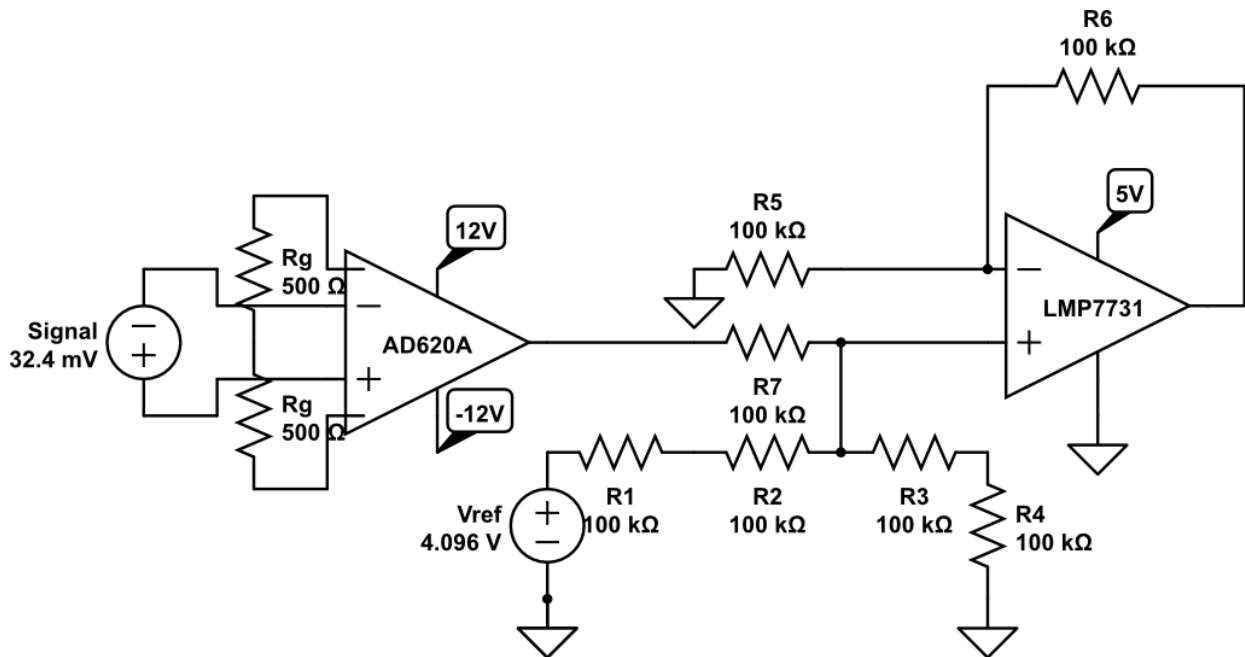 R6
100 kΩ
R5
100 kΩ
5V
12V
Rg
500 Ω
Signal
32.4 mV
AD620A
LMP7731
Rg
500 Ω
-12V
R7
100 kΩ
R1
100 kΩ
R2
100 kΩ
R3
100 kΩ
R4
100 kΩ
Vref
4.096 V